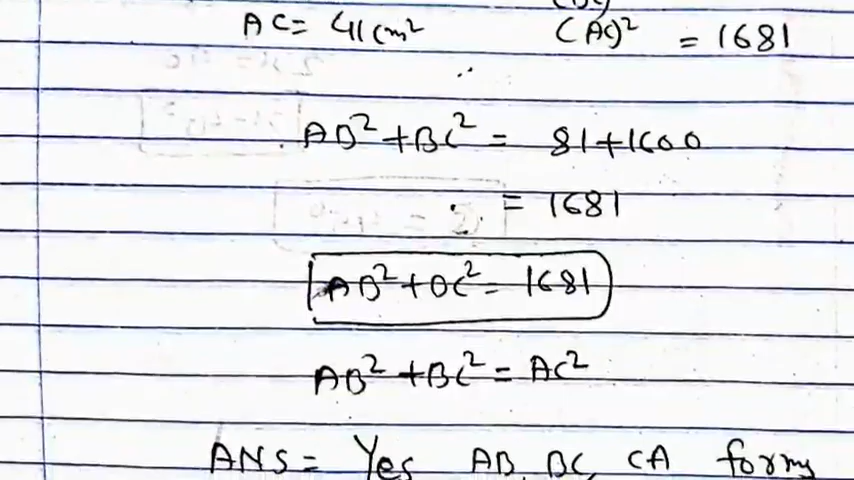 AC = 41 cm² (AC)² = 1681
AB² + BC² = 81 + 1600
= 1681
AB² + BC² = 1681
AB² + BC² = AC²
ANS = Yes AB, BC, CA forms